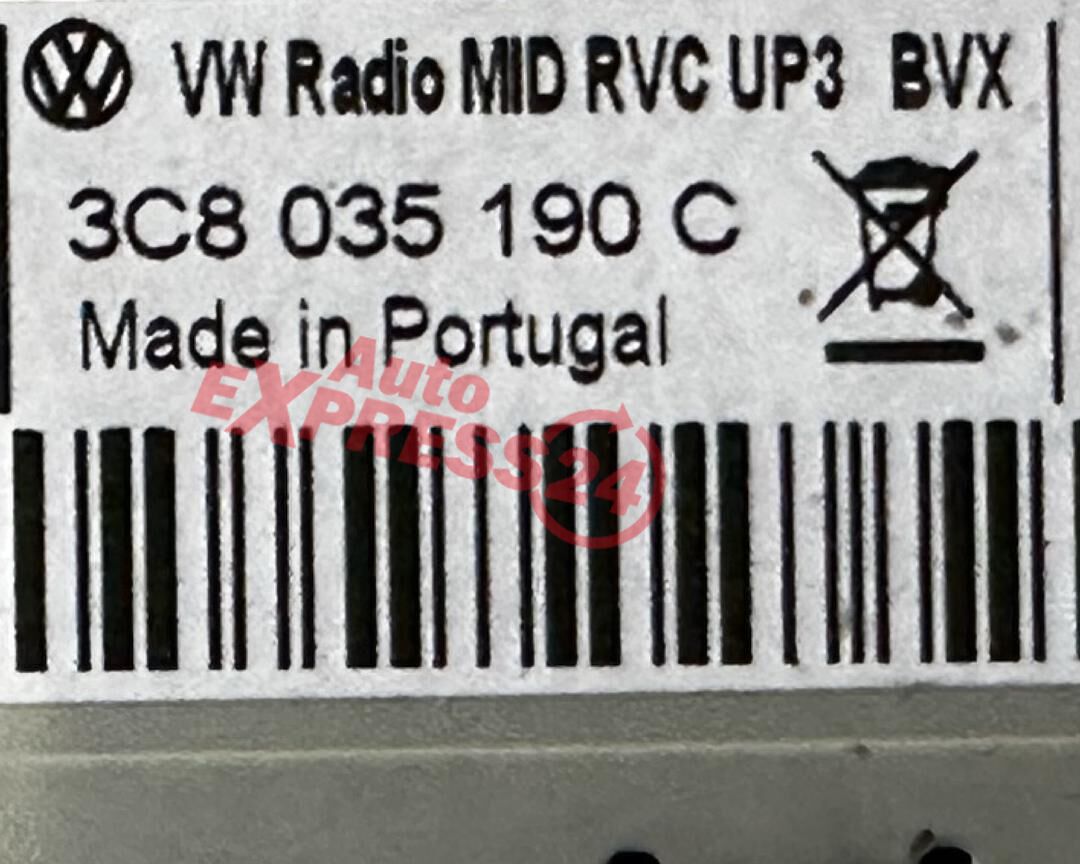 VW Radio MID RVC UP3 BVX
3C8 035 190 C
Made in Portugal
Auto
EXPRESS24